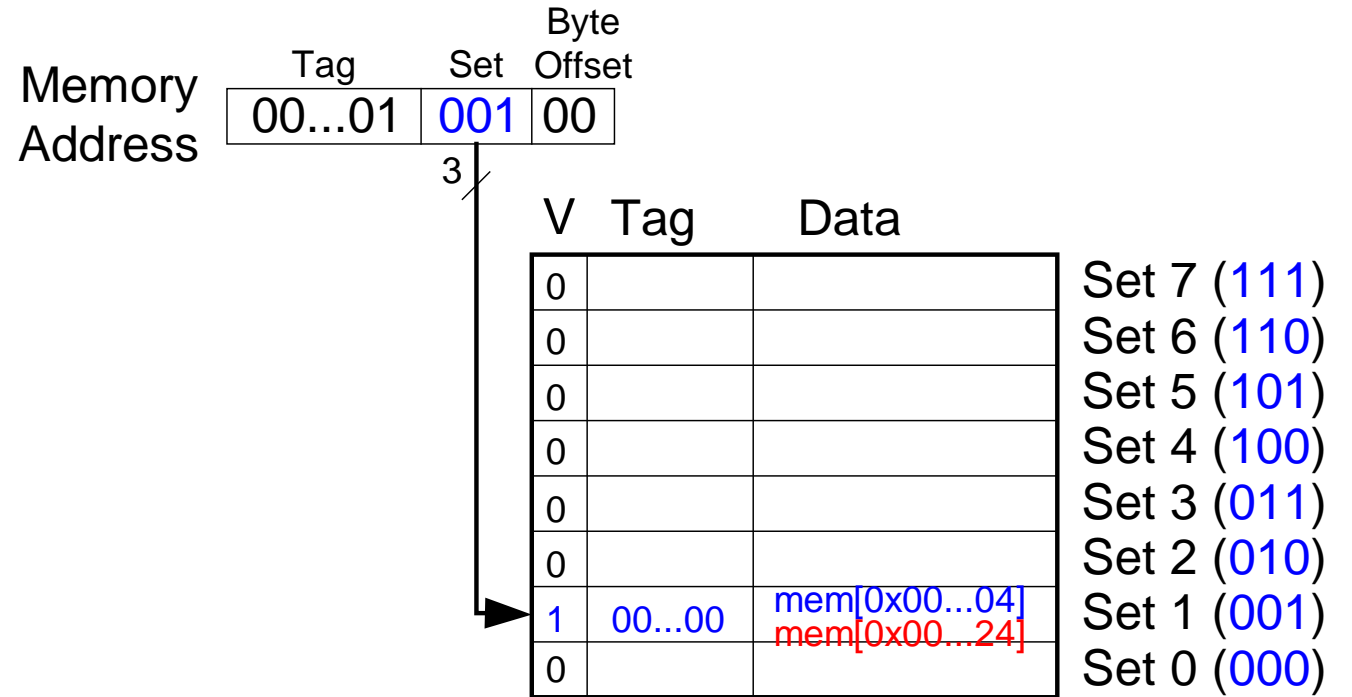 Byte
Tag Set Offset
Memory
Address
00...01 001 00
3
V Tag Data
0 Set 7 (111)
0 Set 6 (110)
0 Set 5 (101)
0 Set 4 (100)
0 Set 3 (011)
0 Set 2 (010)
mem[0x00...04]
1 00...00 Set 1 (001)
mem[0x00...24]
0 Set 0 (000)